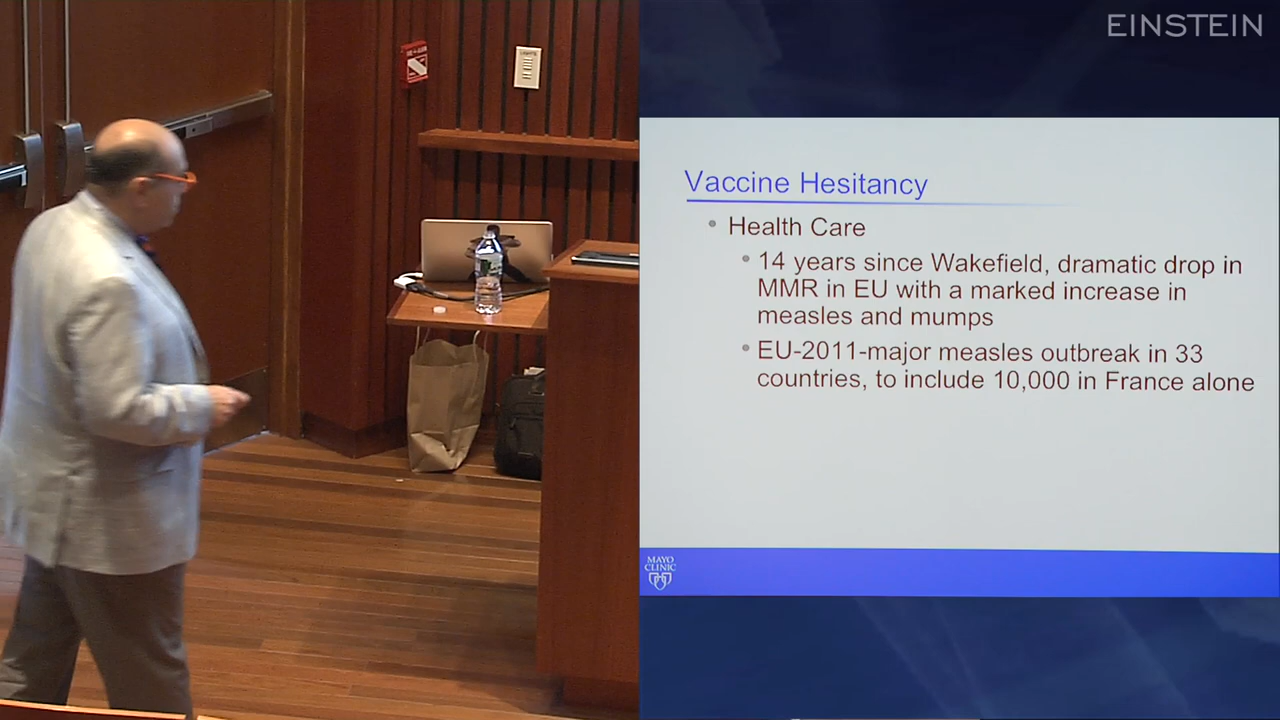 EINSTEIN
Vaccine Hesitancy
• Health Care
• 14 years since Wakefield, dramatic drop in
MMR in EU with a marked increase in
measles and mumps
• EU-2011-major measles outbreak in 33
countries, to include 10,000 in France alone
MAYO
CLINIC